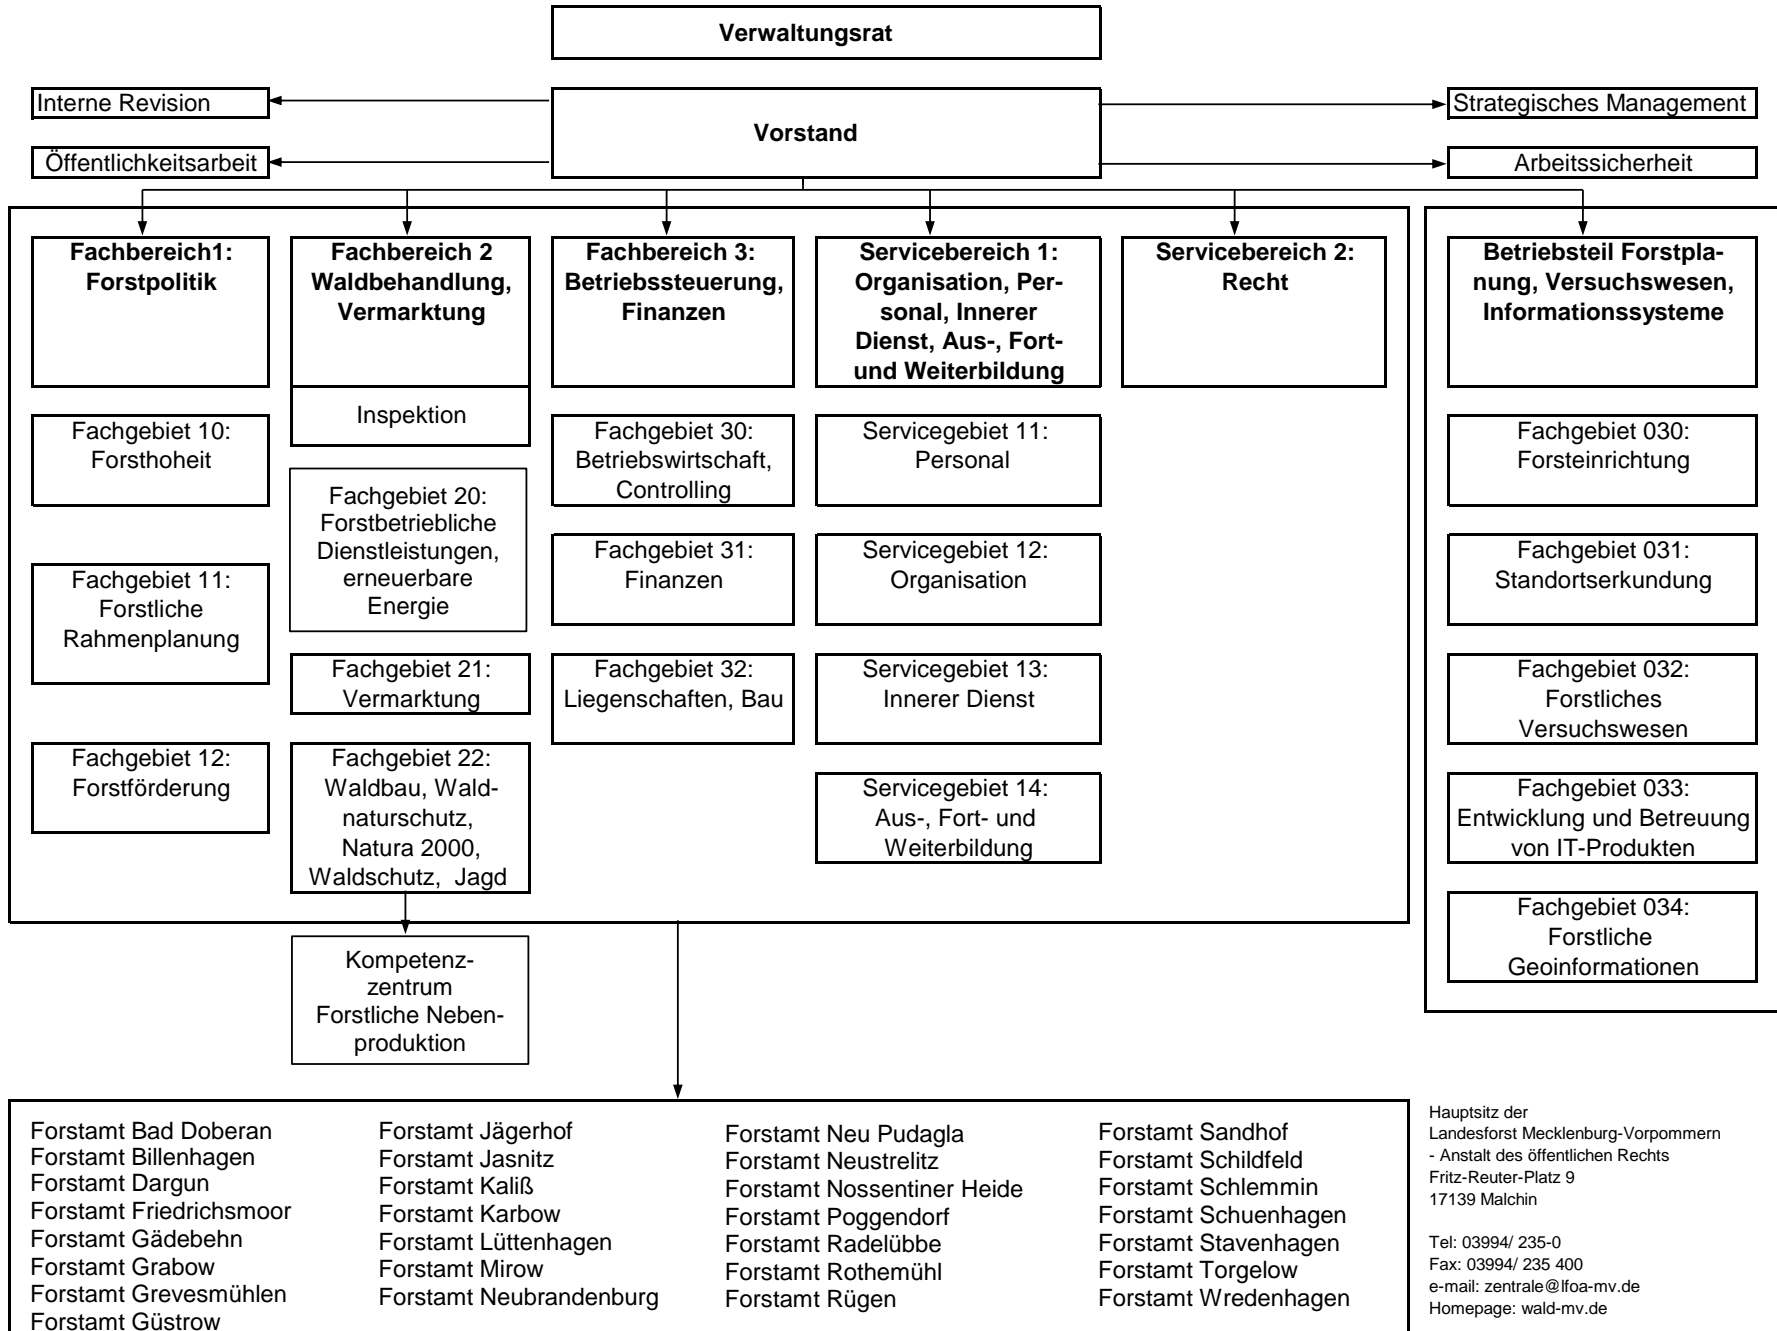 Verwaltungsrat
Interne Revision
Vorstand
Strategisches Management
Öffentlichkeitsarbeit
Arbeitssicherheit
Fachbereich1:
Forstpolitik
Fachbereich 2
Waldbehandlung,
Vermarktung
Inspektion
Fachbereich 3:
Betriebssteuerung,
Finanzen
Servicebereich 1:
Organisation, Per-
sonal, Innerer
Dienst, Aus-, Fort-
und Weiterbildung
Servicebereich 2:
Recht
Betriebsteil Forstpla-
nung, Versuchswesen,
Informationssysteme
Fachgebiet 10:
Forsthoheit
Fachgebiet 11:
Forstliche
Rahmenplanung
Fachgebiet 12:
Forstförderung
Fachgebiet 20:
Forstbetriebliche
Dienstleistungen,
erneuerbare
Energie
Fachgebiet 21:
Vermarktung
Fachgebiet 22:
Waldbau, Wald-
naturschutz,
Natura 2000,
Waldschutz, Jagd
Kompetenz-
zentrum
Forstliche Neben-
produktion
Fachgebiet 30:
Betriebswirtschaft,
Controlling
Fachgebiet 31:
Finanzen
Fachgebiet 32:
Liegenschaften, Bau
Servicegebiet 11:
Personal
Servicegebiet 12:
Organisation
Servicegebiet 13:
Innerer Dienst
Servicegebiet 14:
Aus-, Fort- und
Weiterbildung
Fachgebiet 030:
Forsteinrichtung
Fachgebiet 031:
Standortserkundung
Fachgebiet 032:
Forstliches
Versuchswesen
Fachgebiet 033:
Entwicklung und Betreuung
von IT-Produkten
Fachgebiet 034:
Forstliche
Geoinformationen
Forstamt Bad Doberan
Forstamt Billenhagen
Forstamt Dargun
Forstamt Friedrichsmoor
Forstamt Gädebehn
Forstamt Grabow
Forstamt Grevesmühlen
Forstamt Güstrow
Forstamt Jägerhof
Forstamt Jasnitz
Forstamt Kaliß
Forstamt Karbow
Forstamt Lüttenhagen
Forstamt Mirow
Forstamt Neubrandenburg
Forstamt Neu Pudagla
Forstamt Neustrelitz
Forstamt Nossentiner Heide
Forstamt Poggendorf
Forstamt Radelübbe
Forstamt Rothemühl
Forstamt Rügen
Forstamt Sandhof
Forstamt Schildfeld
Forstamt Schlemmin
Forstamt Schuenhagen
Forstamt Stavenhagen
Forstamt Torgelow
Forstamt Wredenhagen
Hauptsitz der
Landesforst Mecklenburg-Vorpommern
- Anstalt des öffentlichen Rechts
Fritz-Reuter-Platz 9
17139 Malchin
Tel: 03994/ 235-0
Fax: 03994/ 235 400
e-mail: zentrale@lfoa-mv.de
Homepage: wald-mv.de